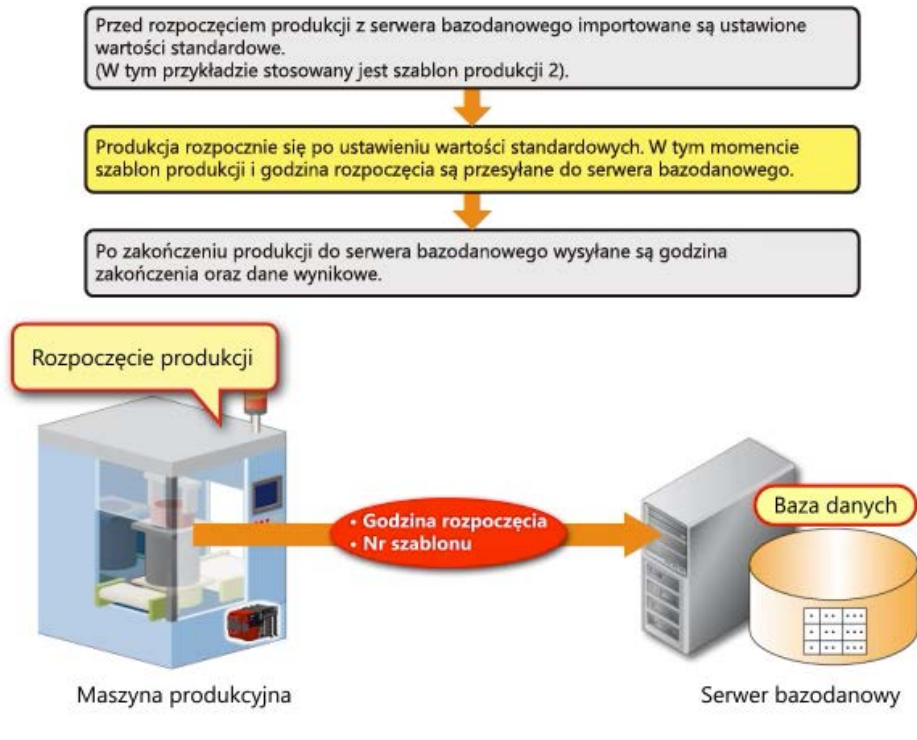 Przed rozpoczęciem produkcji z serwera bazodanowego importowane są ustawione
wartości standardowe.
(W tym przykładzie stosowany jest szablon produkcji 2).
Produkcja rozpocznie się po ustawieniu wartości standardowych. W tym momencie
szablon produkcji i godzina rozpoczęcia są przesyłane do serwera bazodanowego.
Po zakończeniu produkcji do serwera bazodanowego wysyłane są godzina
zakończenia oraz dane wynikowe.
Rozpoczęcie produkcji
• Godzina rozpoczęcia
• Nr szablonu
Baza danych
Maszyna produkcyjna
Serwer bazodanowy